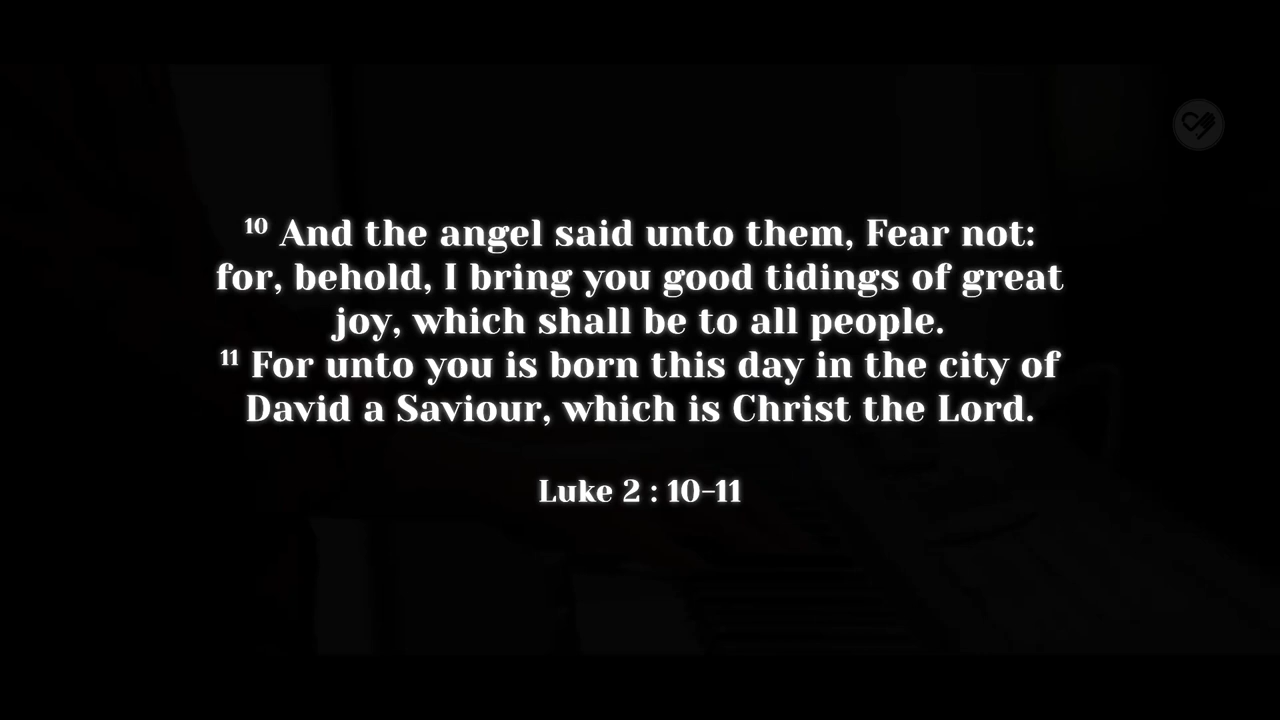 ¹⁰ And the angel said unto them, Fear not:
for, behold, I bring you good tidings of great
joy, which shall be to all people.
¹¹ For unto you is born this day in the city of
David a Saviour, which is Christ the Lord.
Luke 2 : 10-11